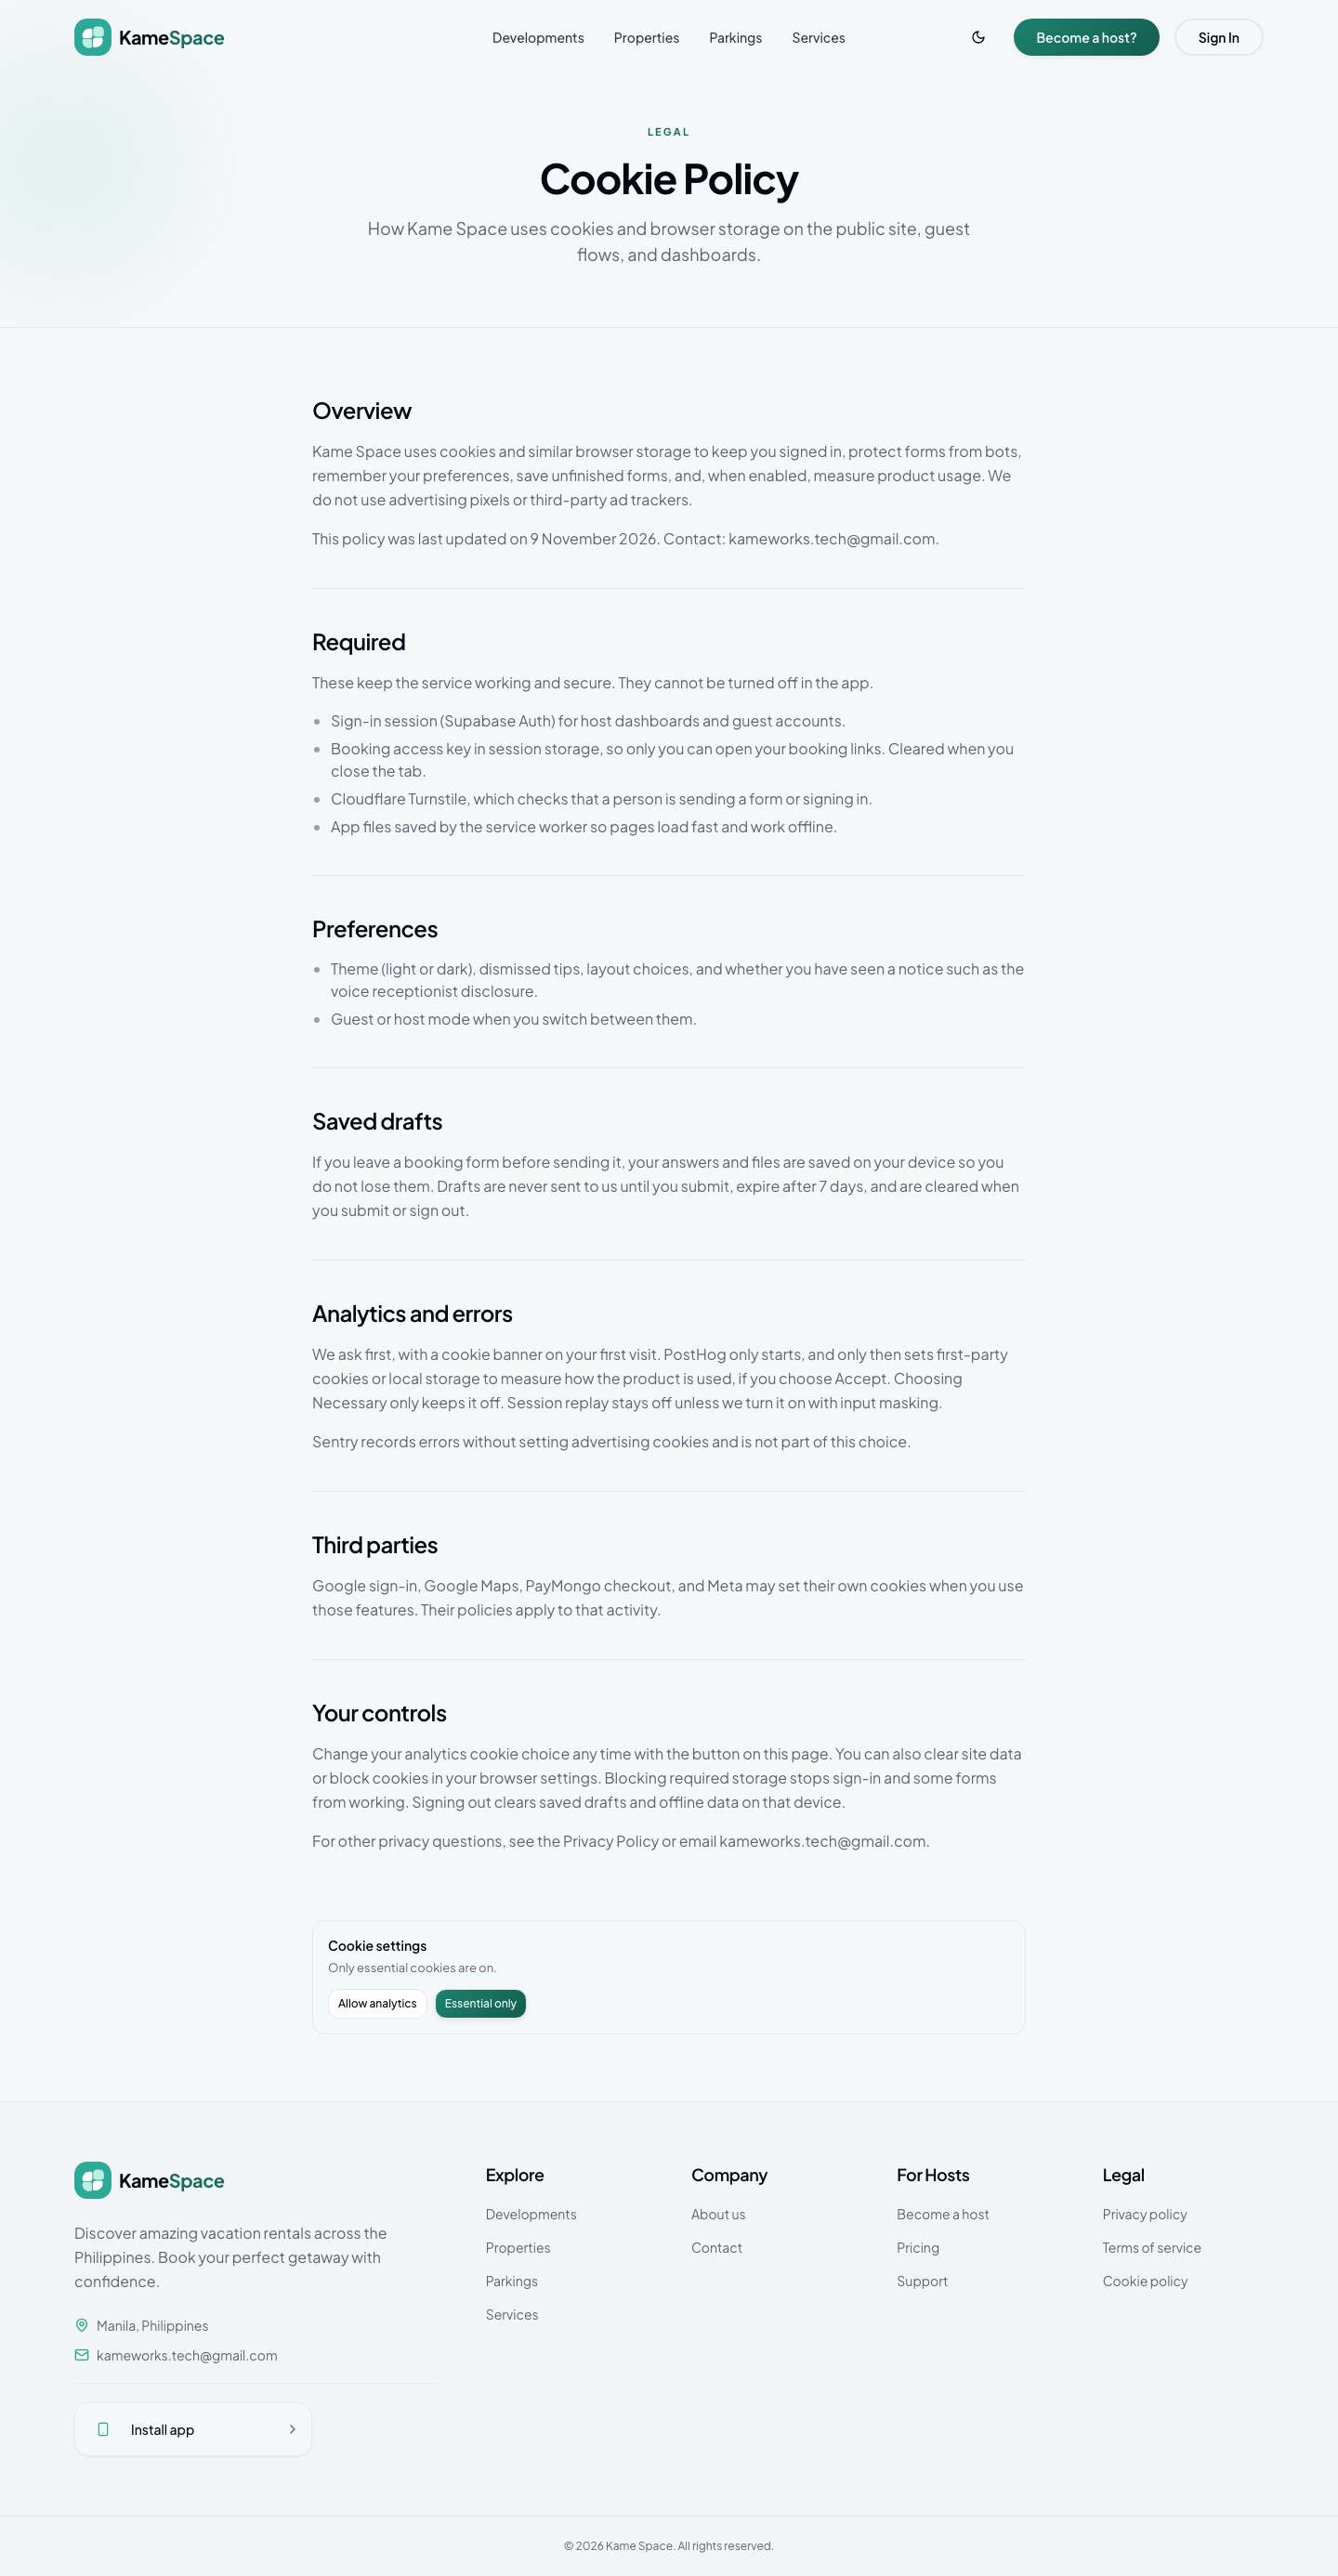 KameSpace
Developments
Properties
Parkings
Services
Become a host?
Sign In
LEGAL
Cookie Policy
How Kame Space uses cookies and browser storage on the public site, guest
flows, and dashboards.
Overview
Kame Space uses cookies and similar browser storage to keep you signed in, protect forms from bots,
remember your preferences, save unfinished forms, and, when enabled, measure product usage. We
do not use advertising pixels or third-party ad trackers.
This policy was last updated on 9 November 2026. Contact: kameworks.tech@gmail.com.
Required
These keep the service working and secure. They cannot be turned off in the app.
Sign-in session (Supabase Auth) for host dashboards and guest accounts.
Booking access key in session storage, so only you can open your booking links. Cleared when you
close the tab.
Cloudflare Turnstile, which checks that a person is sending a form or signing in.
App files saved by the service worker so pages load fast and work offline.
Preferences
Theme (light or dark), dismissed tips, layout choices, and whether you have seen a notice such as the
voice receptionist disclosure.
Guest or host mode when you switch between them.
Saved drafts
If you leave a booking form before sending it, your answers and files are saved on your device so you
do not lose them. Drafts are never sent to us until you submit, expire after 7 days, and are cleared when
you submit or sign out.
Analytics and errors
We ask first, with a cookie banner on your first visit. PostHog only starts, and only then sets first-party
cookies or local storage to measure how the product is used, if you choose Accept. Choosing
Necessary only keeps it off. Session replay stays off unless we turn it on with input masking.
Sentry records errors without setting advertising cookies and is not part of this choice.
Third parties
Google sign-in, Google Maps, PayMongo checkout, and Meta may set their own cookies when you use
those features. Their policies apply to that activity.
Your controls
Change your analytics cookie choice any time with the button on this page. You can also clear site data
or block cookies in your browser settings. Blocking required storage stops sign-in and some forms
from working. Signing out clears saved drafts and offline data on that device.
For other privacy questions, see the Privacy Policy or email kameworks.tech@gmail.com.
Cookie settings
Only essential cookies are on.
Allow analytics
Essential only
KameSpace
Discover amazing vacation rentals across the
Philippines. Book your perfect getaway with
confidence.
Manila, Philippines
kameworks.tech@gmail.com
Install app
Explore
Developments
Properties
Parkings
Services
Company
About us
Contact
For Hosts
Become a host
Pricing
Support
Legal
Privacy policy
Terms of service
Cookie policy
© 2026 Kame Space. All rights reserved.